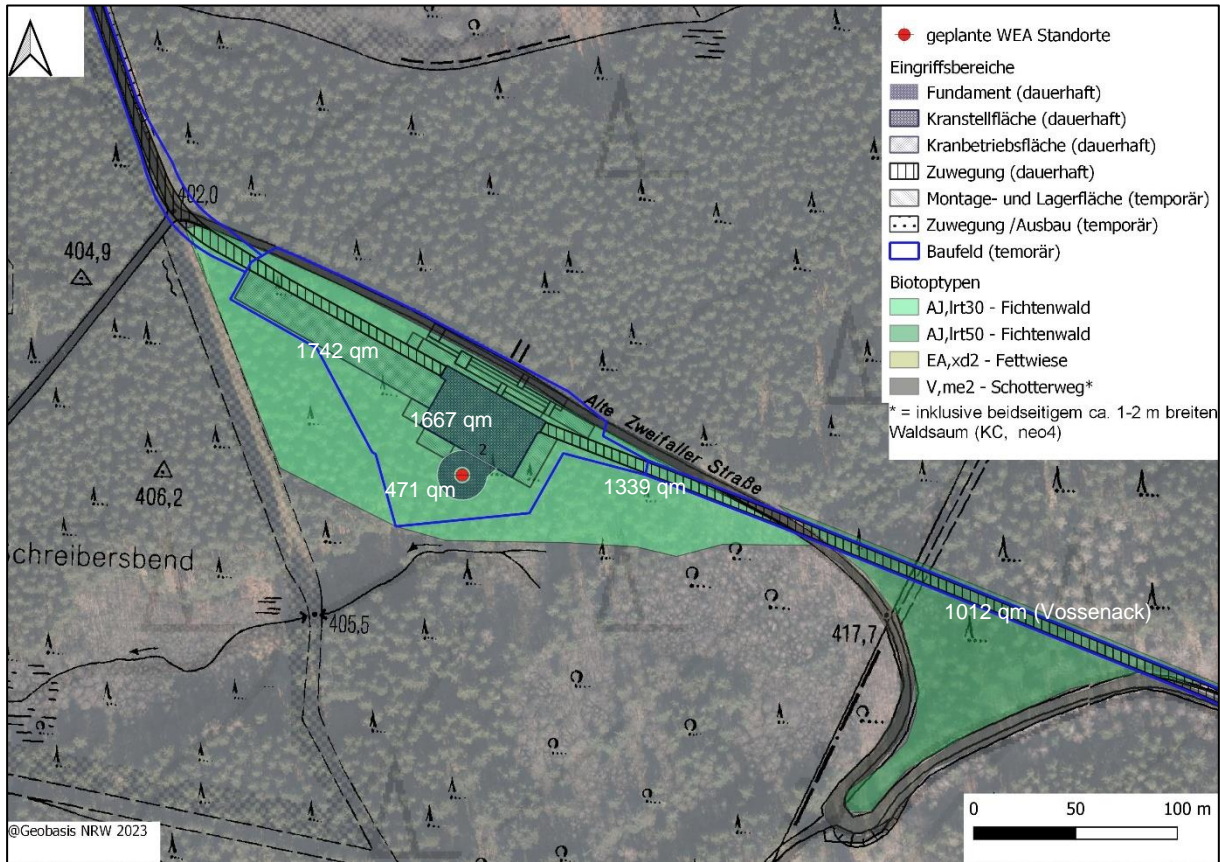 geplante WEA Standorte
Eingriffsbereiche
Fundament (dauerhaft)
Kranstellfläche (dauerhaft)
Kranbetriebsfläche (dauerhaft)
Zuwegung (dauerhaft)
Montage- und Lagerfläche (temporär)
Zuwegung /Ausbau (temporär)
Baufeld (temorär)
Biotoptypen
AJ,lrt30 - Fichtenwald
AJ,lrt50 - Fichtenwald
EA,xd2 - Fettwiese
V,me2 - Schotterweg*
* = inklusive beidseitigem ca. 1-2 m breiten
Waldsaum (KC, neo4)
402,0
404,9
1742 qm
Alte Zweifaller Straße
1667 qm
2
471 qm
1339 qm
406,2
chreibersbend
405,5
417,7
1012 qm (Vossenack)
0 50 100 m
@Geobasis NRW 2023